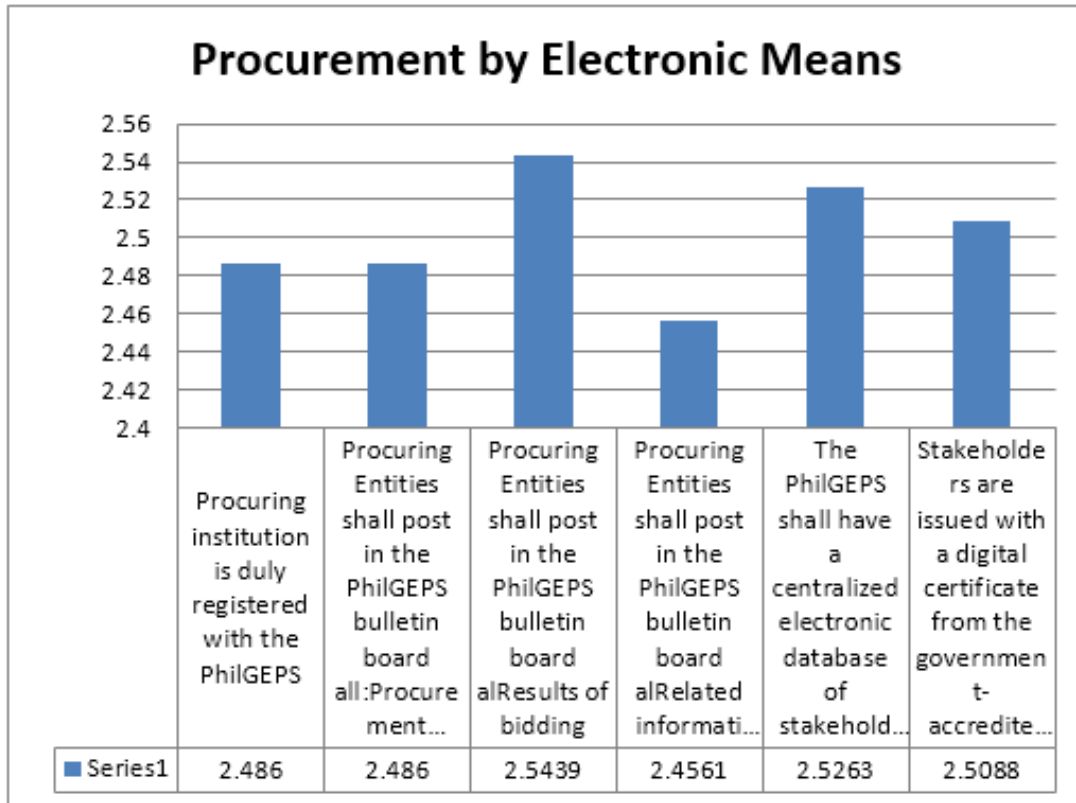 Procurement by Electronic Means
2.56
2.54
2.52
2.5
2.48
2.46
2.44
2.42
2.4
Procuring
institution
is duly
registered
with the
PhilGEPS
Procuring
Entities
shall post
in the
PhilGEPS
bulletin
board
all:Procure
ment
...
Procuring
Entities
shall post
in the
PhilGEPS
bulletin
board
alResults of
bidding
Procuring
Entities
shall post
in the
PhilGEPS
bulletin
board
alRelated
informati...
The
PhilGEPS
shall have
a
centralized
electronic
database
of
stakehold...
Stakeholde
rs are
issued with
a digital
certificate
from the
governmen
t-
accredite...
Series1 2.486 2.486 2.5439 2.4561 2.5263 2.5088